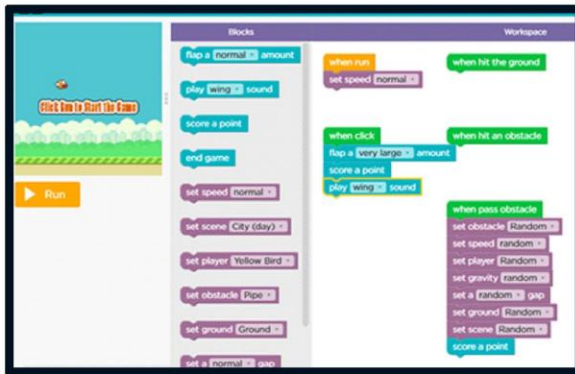 Blocks
Workspace
Click Run to Start the Game
Run
flap a normal amount
play wing sound
score a point
end game
set speed normal
set scene City (day)
set player Yellow Bird
set obstacle Pipe
set ground Ground
set a normal gap
when run
set speed normal
when click
flap a very large amount
score a point
play wing sound
when hit the ground
when hit an obstacle
when pass obstacle
set obstacle Random
set speed random
set player Random
set gravity random
set a random gap
set ground Random
set scene Random
score a point